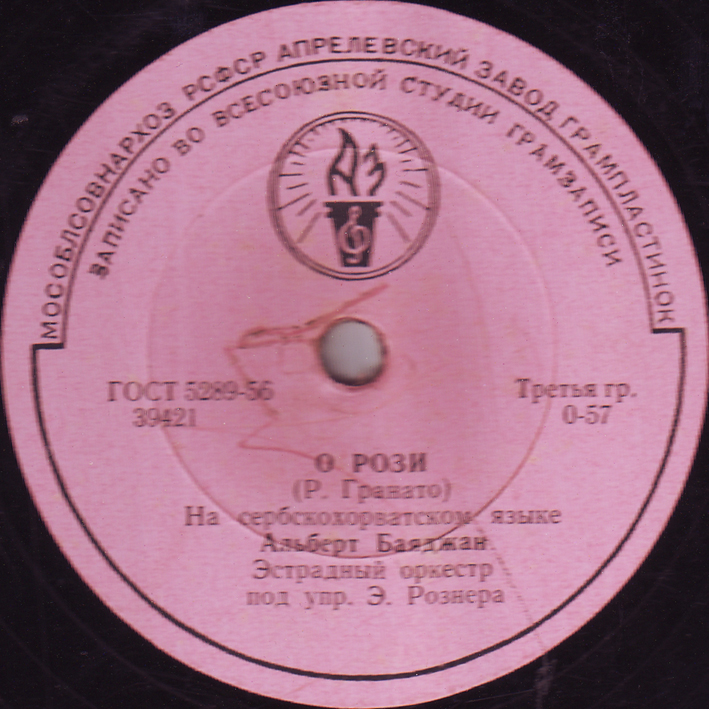 МОСОБЛСОВНАРХОЗ РСФСР АПРЕЛЕВСКИЙ ЗАВОД ГРАМПЛАСТИНОК
ЗАПИСАНО ВО ВСЕСОЮЗНОЙ СТУДИИ ГРАМЗАПИСИ
АЗ
ГОСТ 5289-56
39421
Третья гр.
0-57
О РОЗИ
(Р. Гранато)
На сербскохорватском языке
Альберт Баяджан
Эстрадный оркестр
под упр. Э. Рознера